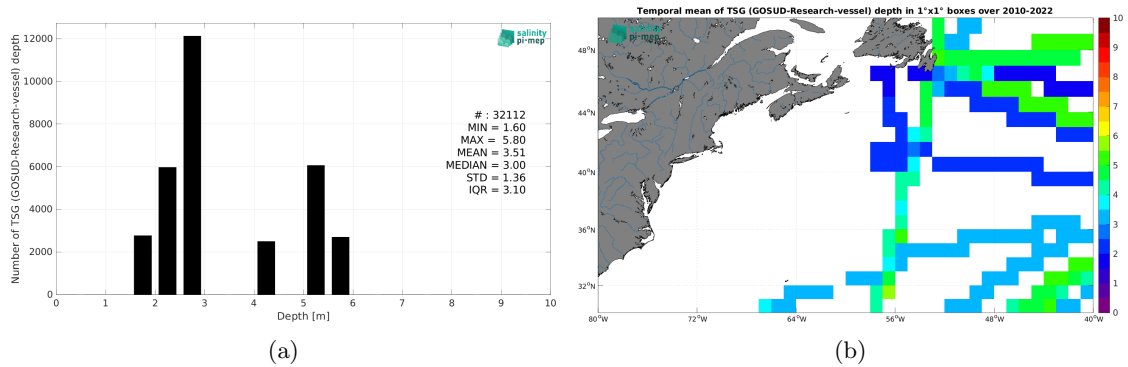 12000
10000
8000
6000
4000
2000
0
Number of TSG (GOSUD-Research-vessel) depth
salinity
pi-mep
# : 32112
MIN = 1.60
MAX = 5.80
MEAN = 3.51
MEDIAN = 3.00
STD = 1.36
IQR = 3.10
0 1 2 3 4 5 6 7 8 9 10
Depth [m]
(a)
Temporal mean of TSG (GOSUD-Research-vessel) depth in 1°x1° boxes over 2010-2022
salinity
pi-mep
48°N
44°N
40°N
36°N
32°N
80°W 72°W 64°W 56°W 48°W 40°W
10
9
8
7
6
5
4
3
2
1
0
(b)